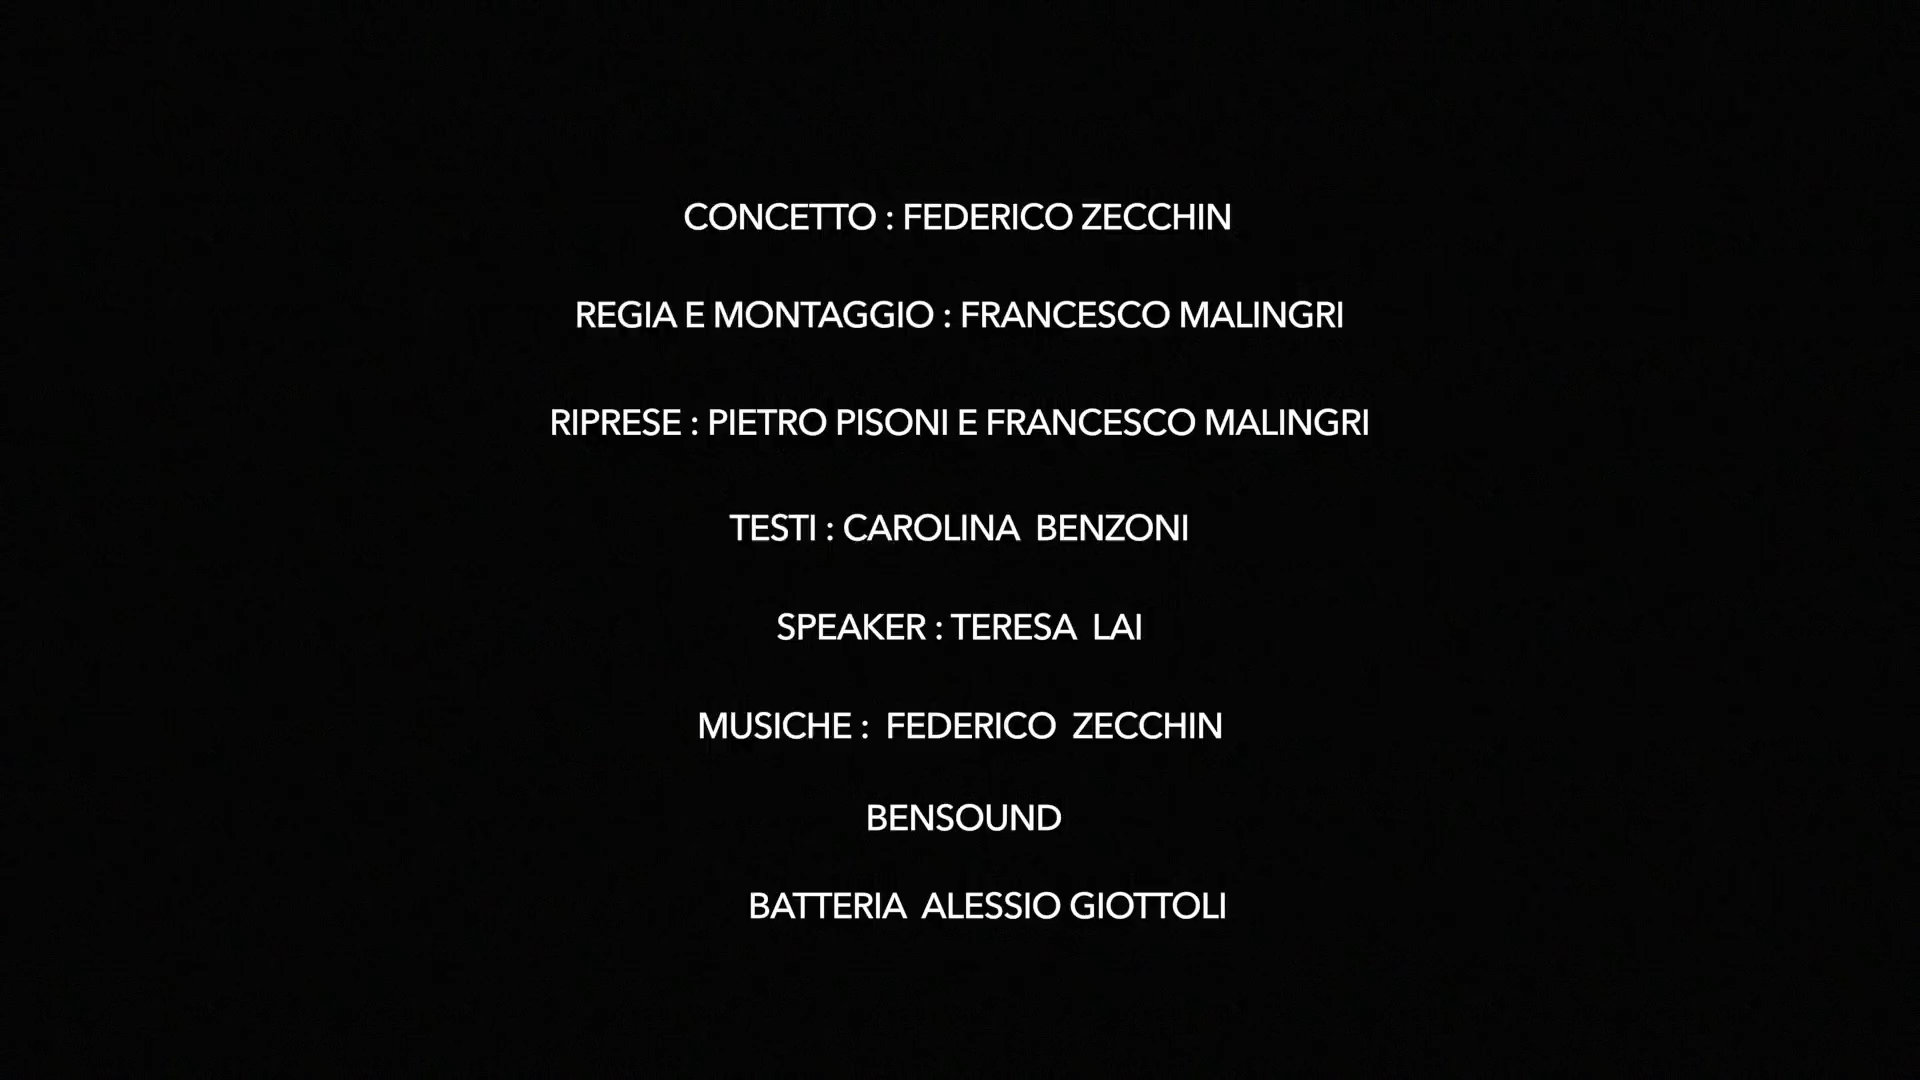 CONCETTO : FEDERICO ZECCHIN
REGIA E MONTAGGIO : FRANCESCO MALINGRI
RIPRESE : PIETRO PISONI E FRANCESCO MALINGRI
TESTI : CAROLINA BENZONI
SPEAKER : TERESA LAI
MUSICHE : FEDERICO ZECCHIN
BENSOUND
BATTERIA ALESSIO GIOTTOLI